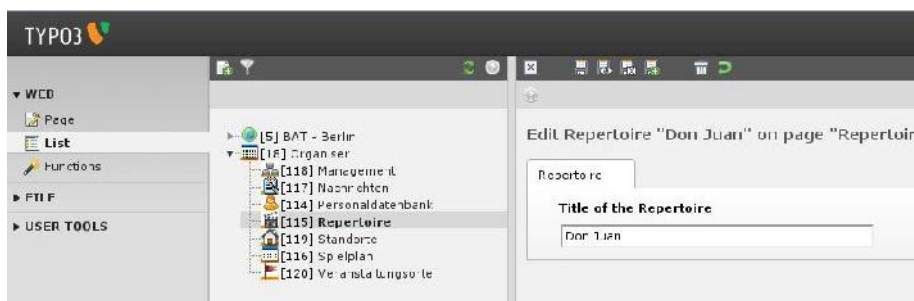 TYPO3
WEB
Page
List
Functions
FILE
USER TOOLS
[5] BAT - Berlin
[18] Organiser
[118] Management
[117] Nachrichten
[114] Personaldatenbank
[115] Repertoire
[119] Standorte
[116] Spielplan
[120] Veranstaltungsorte
Edit Repertoire "Don Juan" on page "Repertoir
Repertoire
Title of the Repertoire
Don Juan